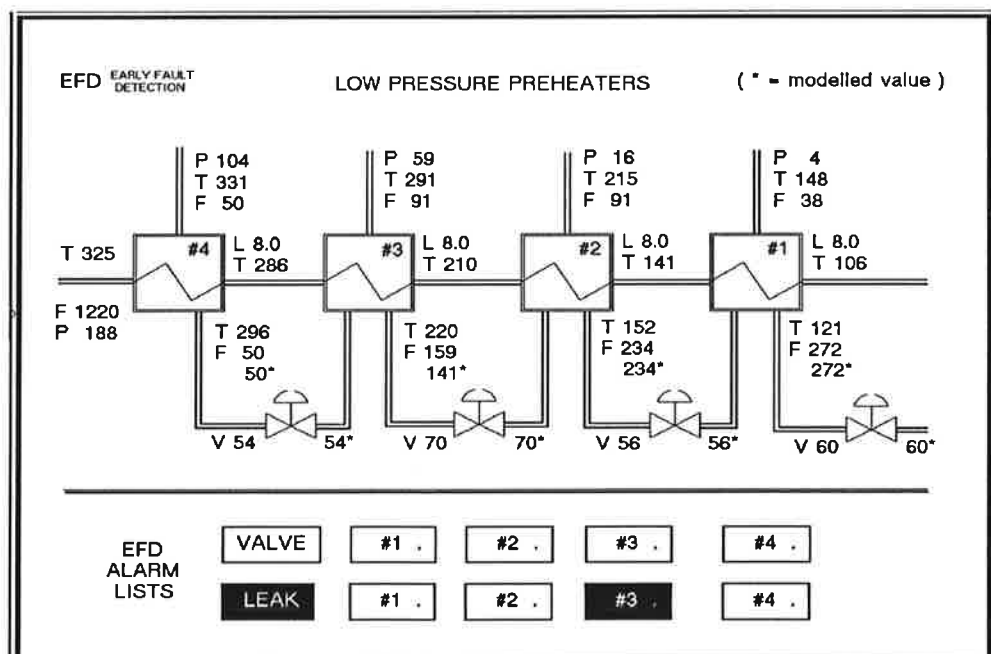 EFD EARLY FAULT DETECTION LOW PRESSURE PREHEATERS ( * = modelled value )
P 104
T 331
F 50
P 59
T 291
F 91
P 16
T 215
F 91
P 4
T 148
F 38
T 325
F 1220
P 188
#4
L 8.0
T 286
#3
L 8.0
T 210
#2
L 8.0
T 141
#1
L 8.0
T 106
T 296
F 50
50*
T 220
F 159
141*
T 152
F 234
234*
T 121
F 272
272*
V 54 54* V 70 70* V 56 56* V 60 60*
EFD
ALARM
LISTS
VALVE #1 . #2 . #3 . #4 .
LEAK #1 . #2 . #3 . #4 .